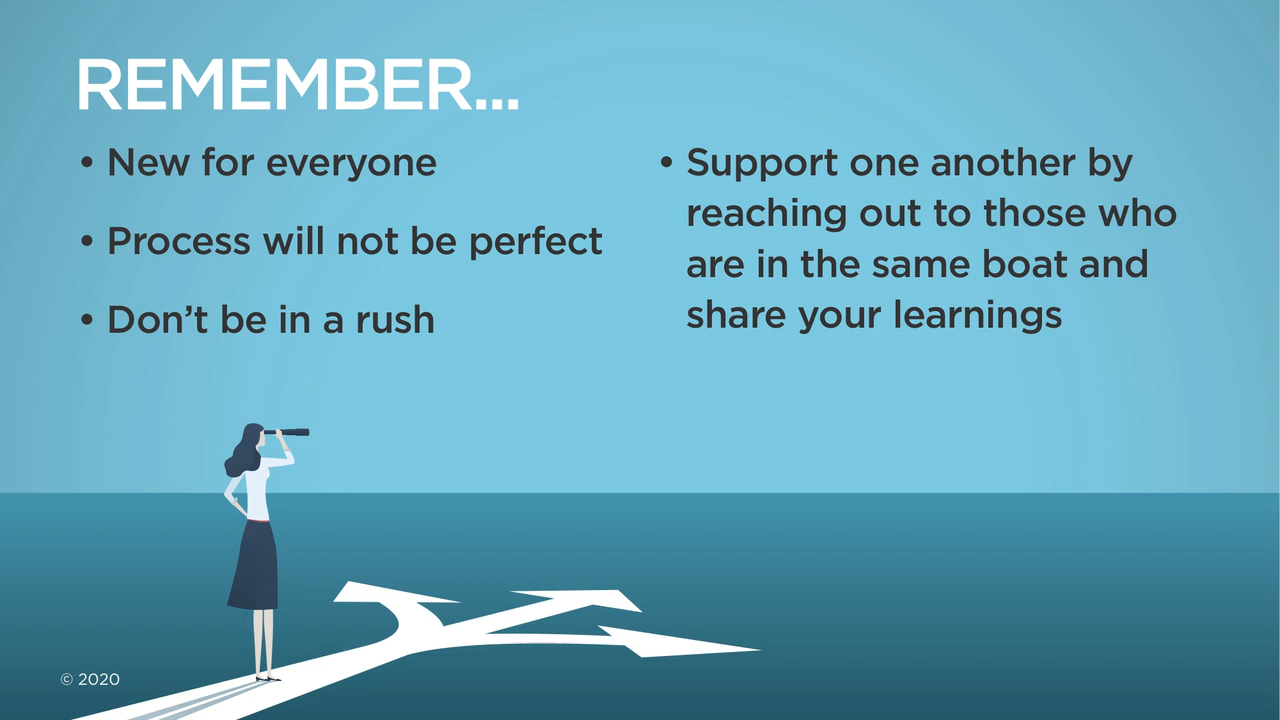 REMEMBER...
• New for everyone
• Process will not be perfect
• Don’t be in a rush
• Support one another by
reaching out to those who
are in the same boat and
share your learnings
© 2020